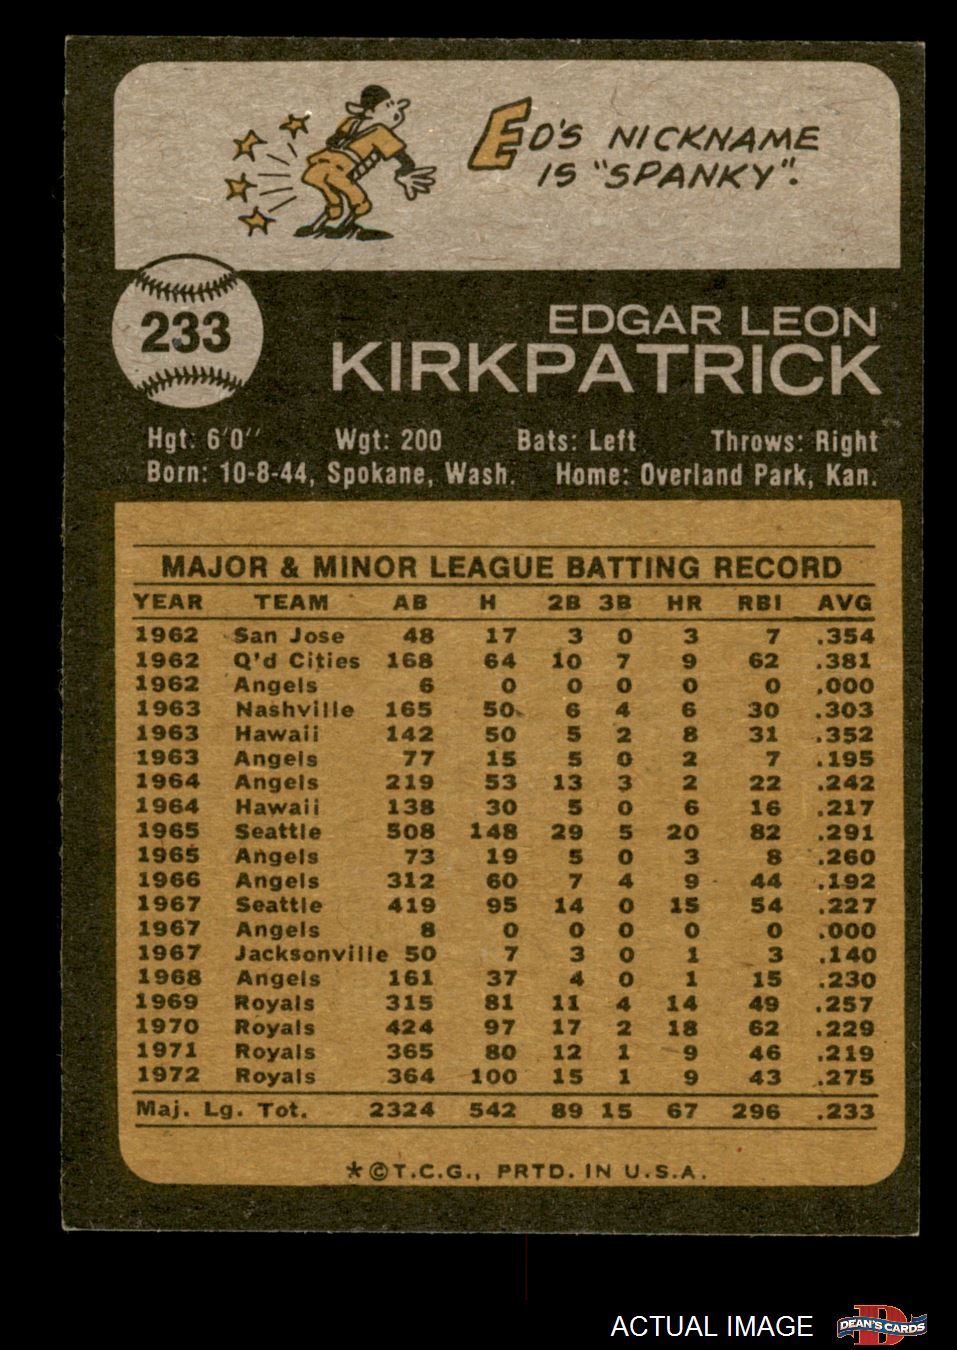 ED'S NICKNAME
IS "SPANKY".
233
EDGAR LEON
KIRKPATRICK
Hgt: 6'0'' Wgt: 200 Bats: Left Throws: Right
Born: 10-8-44, Spokane, Wash. Home: Overland Park, Kan.
MAJOR & MINOR LEAGUE BATTING RECORD
YEAR TEAM AB H 2B 3B HR RBI AVG
1962 San Jose 48 17 3 0 3 7 .354
1962 Q'd Cities 168 64 10 7 9 62 .381
1962 Angels 6 0 0 0 0 0 .000
1963 Nashville 165 50 6 4 6 30 .303
1963 Hawaii 142 50 5 2 8 31 .352
1963 Angels 77 15 5 0 2 7 .195
1964 Angels 219 53 13 3 2 22 .242
1964 Hawaii 138 30 5 0 6 16 .217
1965 Seattle 508 148 29 5 20 82 .291
1965 Angels 73 19 5 0 3 8 .260
1966 Angels 312 60 7 4 9 44 .192
1967 Seattle 419 95 14 0 15 54 .227
1967 Angels 8 0 0 0 0 0 .000
1967 Jacksonville 50 7 3 0 1 3 .140
1968 Angels 161 37 4 0 1 15 .230
1969 Royals 315 81 11 4 14 49 .257
1970 Royals 424 97 17 2 18 62 .229
1971 Royals 365 80 12 1 9 46 .219
1972 Royals 364 100 15 1 9 43 .275
Maj. Lg. Tot. 2324 542 89 15 67 296 .233
*©T.C.G., PRTD. IN U.S.A.
ACTUAL IMAGE
D
DEAN'S CARDS